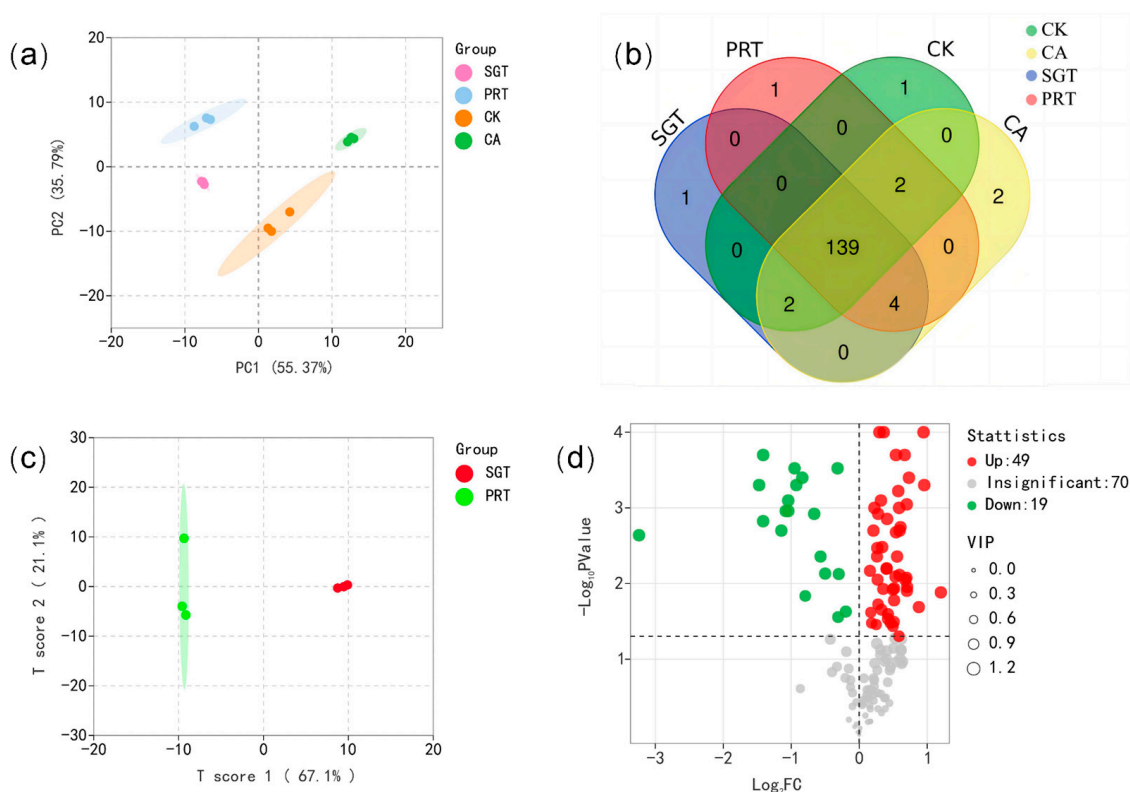 (a)
20
10
0
−10
−20
PC2 (35.79%)
−20
−10
0
10
20
PC1 (55.37%)
Group
SGT
PRT
CK
CA
(b)
PRT
CK
SGT
CA
CK
CA
SGT
PRT
1
1
0
0
0
1
0
2
2
0
139
0
2
4
0
(c)
30
20
10
0
−10
−20
−30
T score 2 ( 21.1% )
−20
−10
0
10
20
T score 1 ( 67.1% )
Group
SGT
PRT
(d)
4
3
2
1
-Log₁₀PValue
−3
−2
−1
0
1
Log₂FC
Stattistics
Up:49
Insignificant:70
Down:19
VIP
0.0
0.3
0.6
0.9
1.2